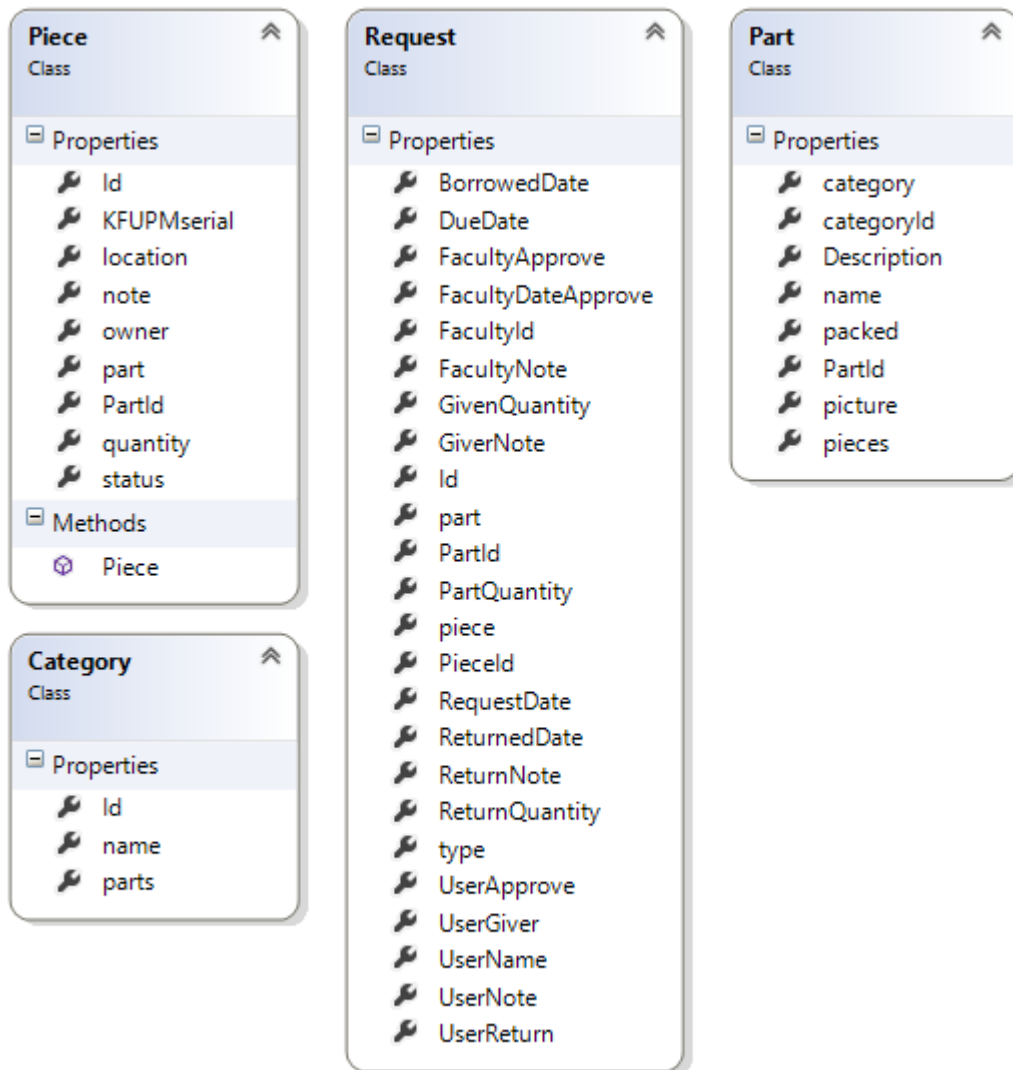 Piece
Class
Properties
Id
KFUPMserial
location
note
owner
part
PartId
quantity
status
Methods
Piece
Category
Class
Properties
Id
name
parts
Request
Class
Properties
BorrowedDate
DueDate
FacultyApprove
FacultyDateApprove
FacultyId
FacultyNote
GivenQuantity
GiverNote
Id
part
PartId
PartQuantity
piece
PieceId
RequestDate
ReturnedDate
ReturnNote
ReturnQuantity
type
UserApprove
UserGiver
UserName
UserNote
UserReturn
Part
Class
Properties
category
categoryId
Description
name
packed
PartId
picture
pieces